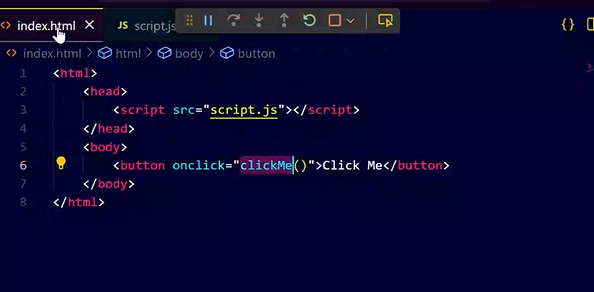 index.html
JS script.js
index.html > html > body > button
1 <html>
2 <head>
3 <script src="script.js"></script>
4 </head>
5 <body>
6 <button onclick="clickMe()">Click Me</button>
7 </body>
8 </html>